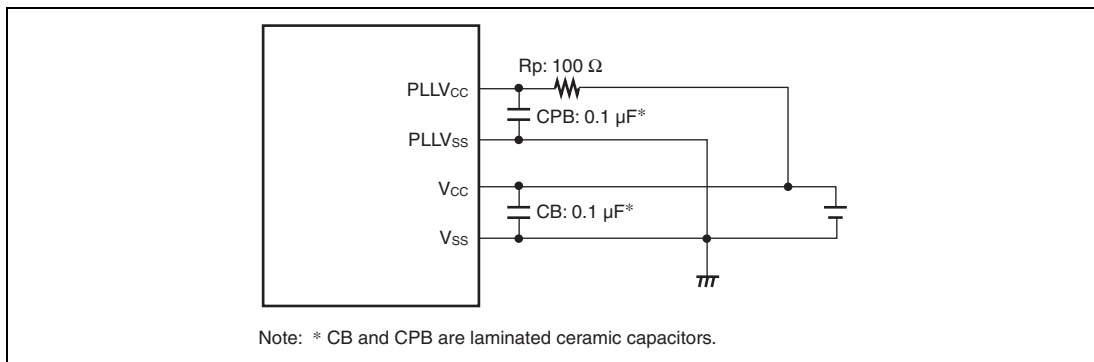 Rp: 100 Ω
PLLVCC
CPB: 0.1 µF*
PLLVSS
VCC
CB: 0.1 µF*
VSS
Note: * CB and CPB are laminated ceramic capacitors.